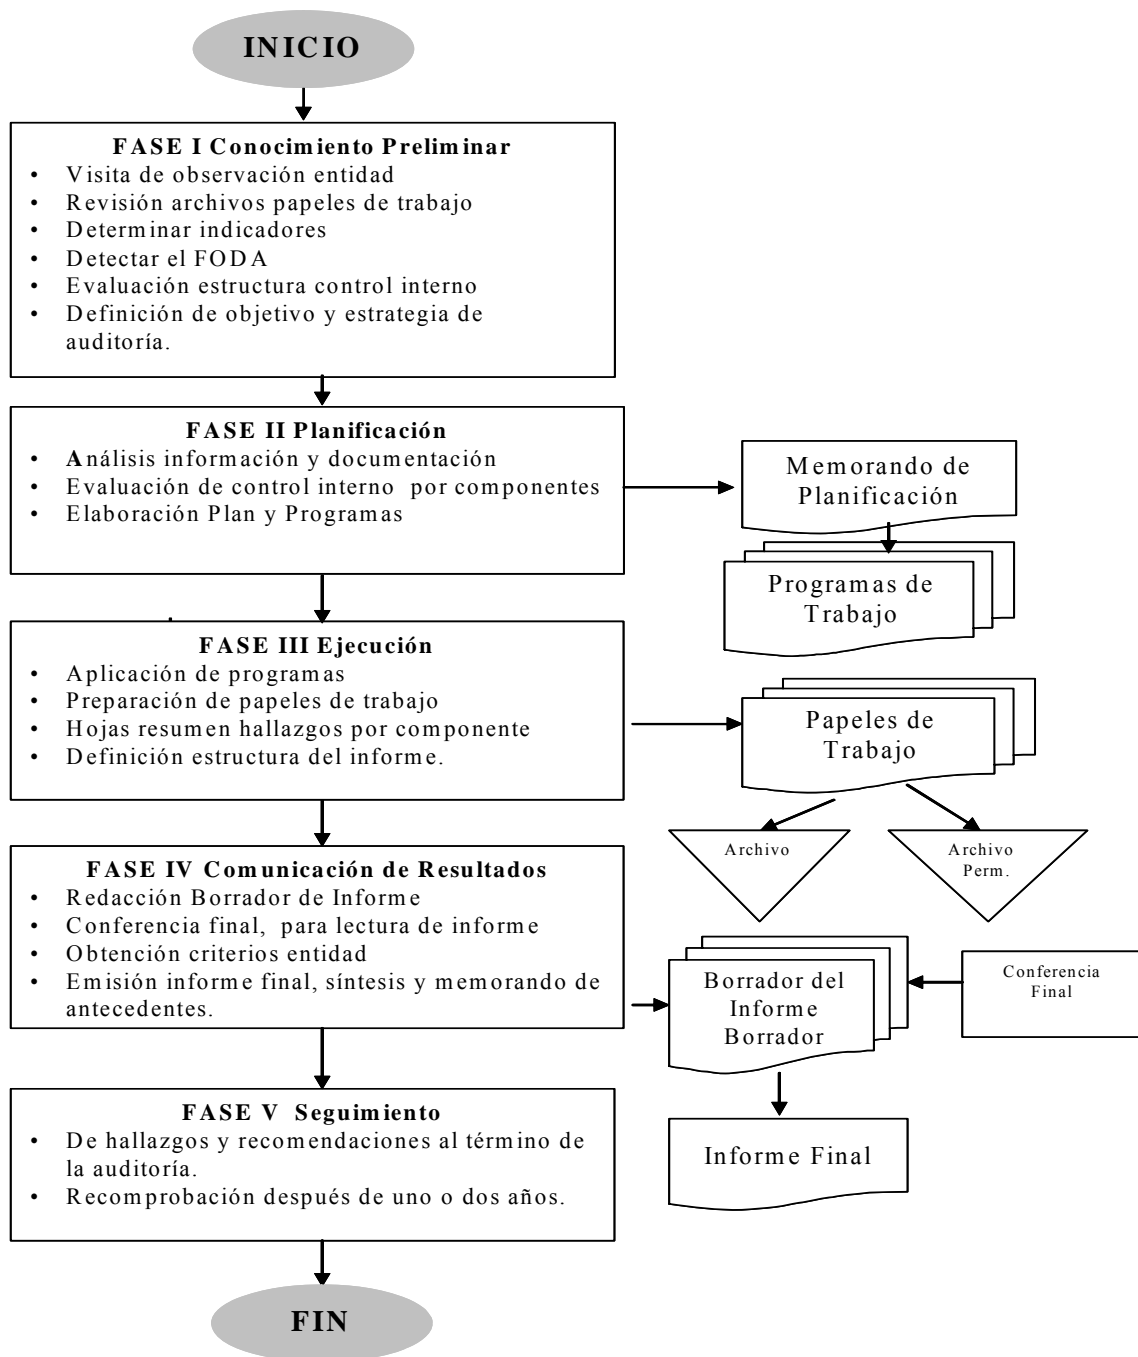 INICIO
FASE I Conocimiento Preliminar
• Visita de observación entidad
• Revisión archivos papeles de trabajo
• Determinar indicadores
• Detectar el FODA
• Evaluación estructura control interno
• Definición de objetivo y estrategia de
auditoría.
FASE II Planificación
• Análisis información y documentación
• Evaluación de control interno por componentes
• Elaboración Plan y Programas
Memorando de
Planificación
Programas de
Trabajo
FASE III Ejecución
• Aplicación de programas
• Preparación de papeles de trabajo
• Hojas resumen hallazgos por componente
• Definición estructura del informe.
Papeles de
Trabajo
Archivo
Archivo
Perm.
FASE IV Comunicación de Resultados
• Redacción Borrador de Informe
• Conferencia final, para lectura de informe
• Obtención criterios entidad
• Emisión informe final, síntesis y memorando de
antecedentes.
Borrador del
Informe
Borrador
Conferencia
Final
FASE V Seguimiento
• De hallazgos y recomendaciones al término de
la auditoría.
• Recomprobación después de uno o dos años.
Informe Final
FIN